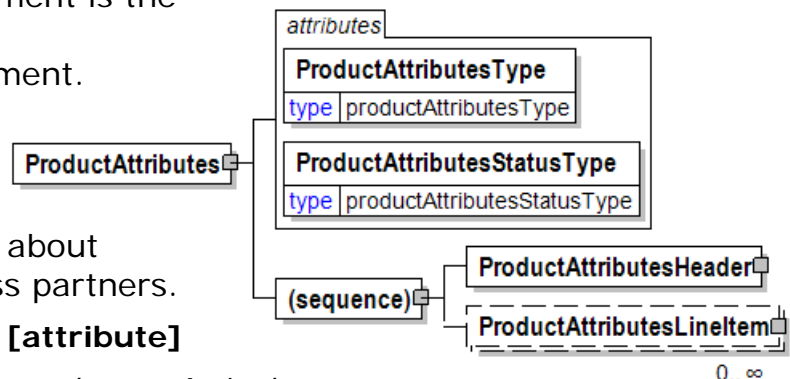 ment is the
attributes
ProductAttributesType
type productAttributesType
ment.
ProductAttributes
ProductAttributesStatusType
type productAttributesStatusType
about
ss partners.
(sequence)
ProductAttributesHeader
ProductAttributesLineItem
[attribute]
0 ∞